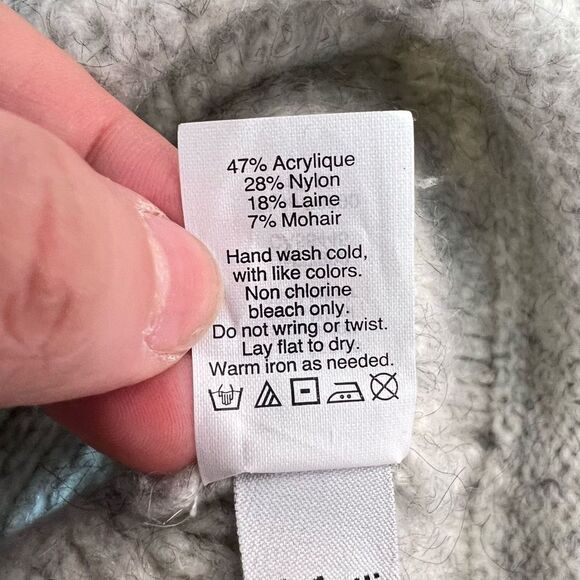 47% Acrylique
28% Nylon
18% Laine
7% Mohair
Hand wash cold,
with like colors.
Non chlorine
bleach only.
Do not wring or twist.
Lay flat to dry.
Warm iron as needed.